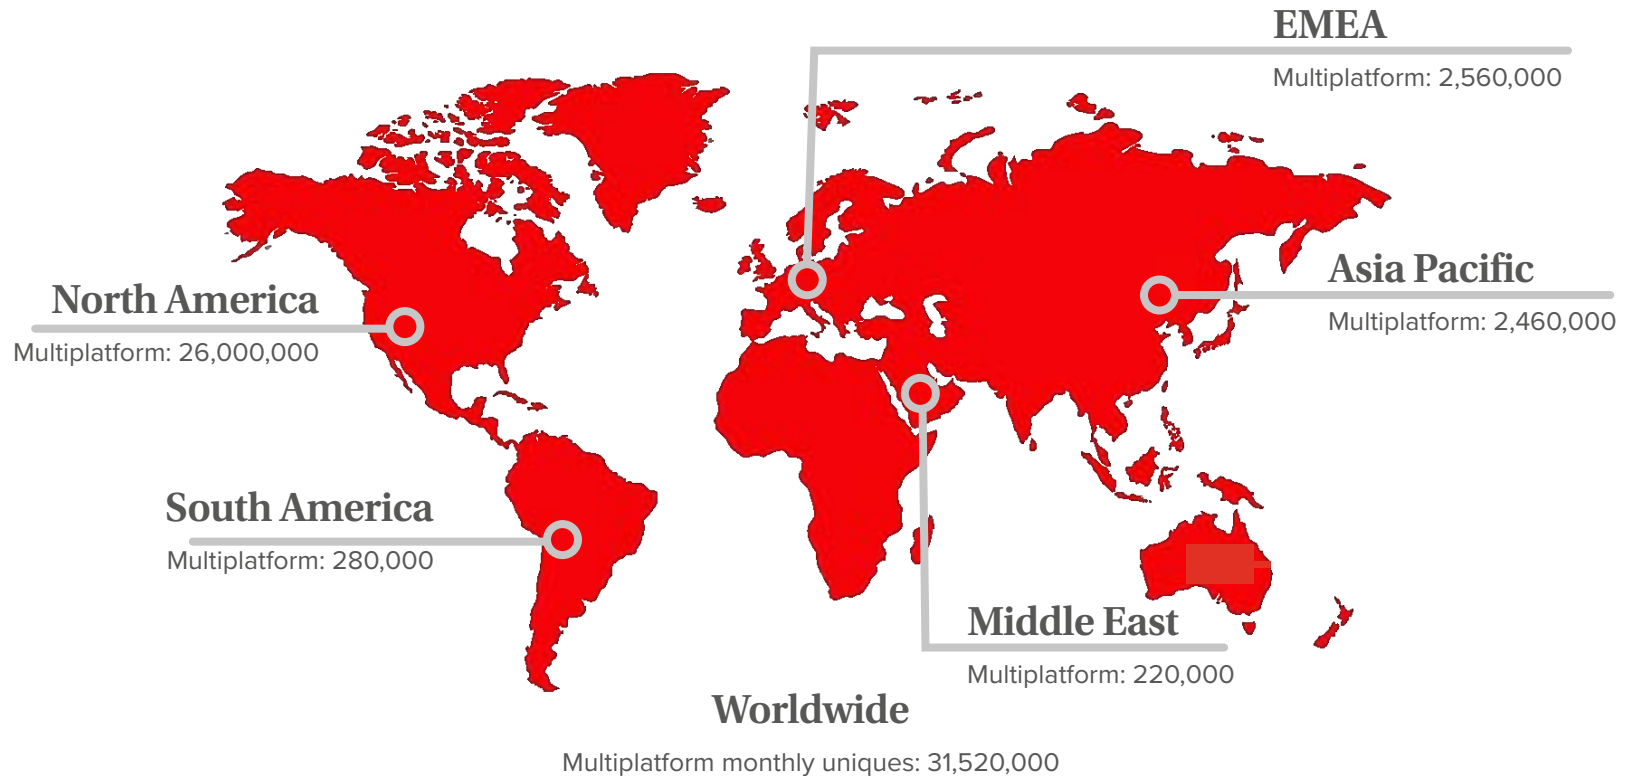 EMEA
Multiplatform: 2,560,000
Asia Pacific
Multiplatform: 2,460,000
North America
Multiplatform: 26,000,000
South America
Multiplatform: 280,000
Middle East
Multiplatform: 220,000
Worldwide
Multiplatform monthly uniques: 31,520,000